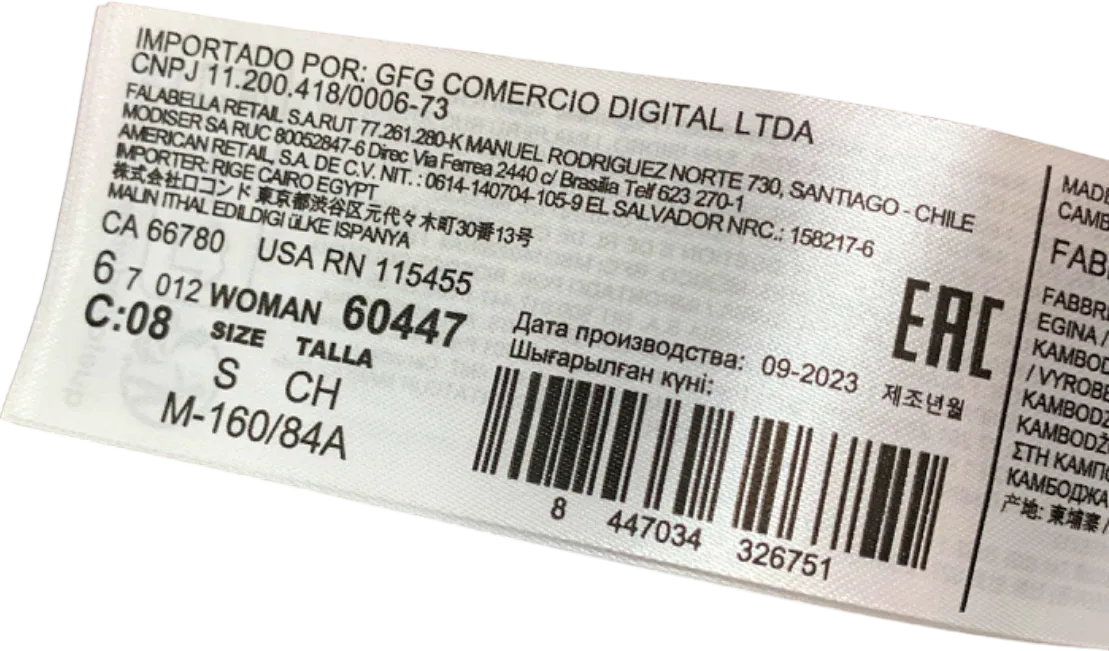 IMPORTADO POR: GFG COMERCIO DIGITAL LTDA
CNPJ 11.200.418/0006-73
FALABELLA RETAIL S.A.RUT 77.261.280-K MANUEL RODRIGUEZ NORTE 730, SANTIAGO - CHILE
MODISER SA RUC 80052847-6 Direc Via Ferrea 2440 c/ Brasilia Telf 623 270-1
AMERICAN RETAIL, S.A. DE C.V. NIT. : 0614-140704-105-9 EL SALVADOR NRC.: 158217-6
IMPORTER: RIGE CAIRO EGYPT
株式会社ロコンド 東京都渋谷区元代々木町30番13号
MALIN ITHAL EDILDIGI üLKE ISPANYA
CA 66780 USA RN 115455
6 7 012 WOMAN 60447
C:08 SIZE TALLA
S CH
M-160/84A
Дата производства: 09-2023 제조년월
Шығарылған күні:
EAC
8 447034 326751
MADE
CAMB
FAB
FABBRI
EGINA /
KAMBOD
/ VYROBE
KAMBODŽ
KAMBODŽ
ΣΤΗ ΚΑΜΠΟ
КАМБОДЖА
产地: 柬埔寨 /